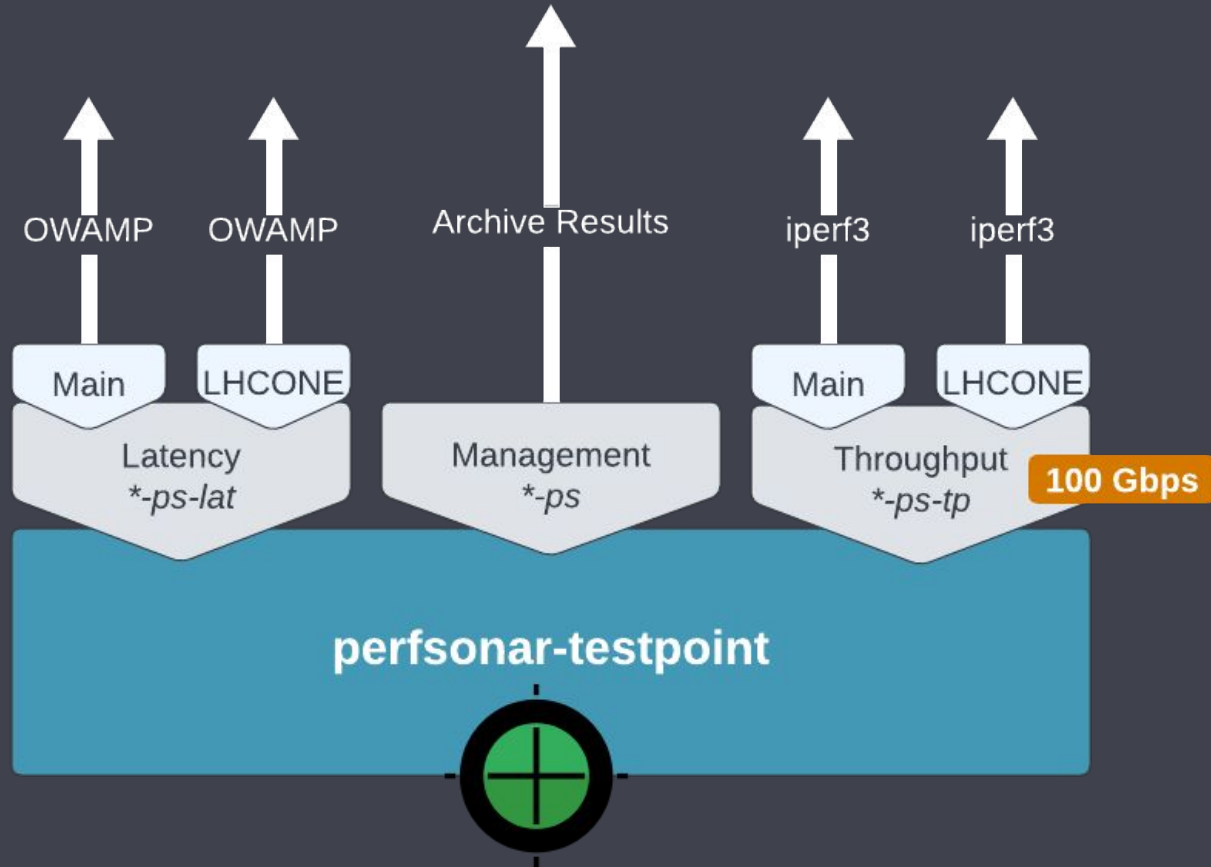 OWAMP
OWAMP
Archive Results
iperf3
iperf3
Main
LHCONE
Main
LHCONE
Latency
*-ps-lat
Management
*-ps
Throughput
*-ps-tp
100 Gbps
perfsonar-testpoint